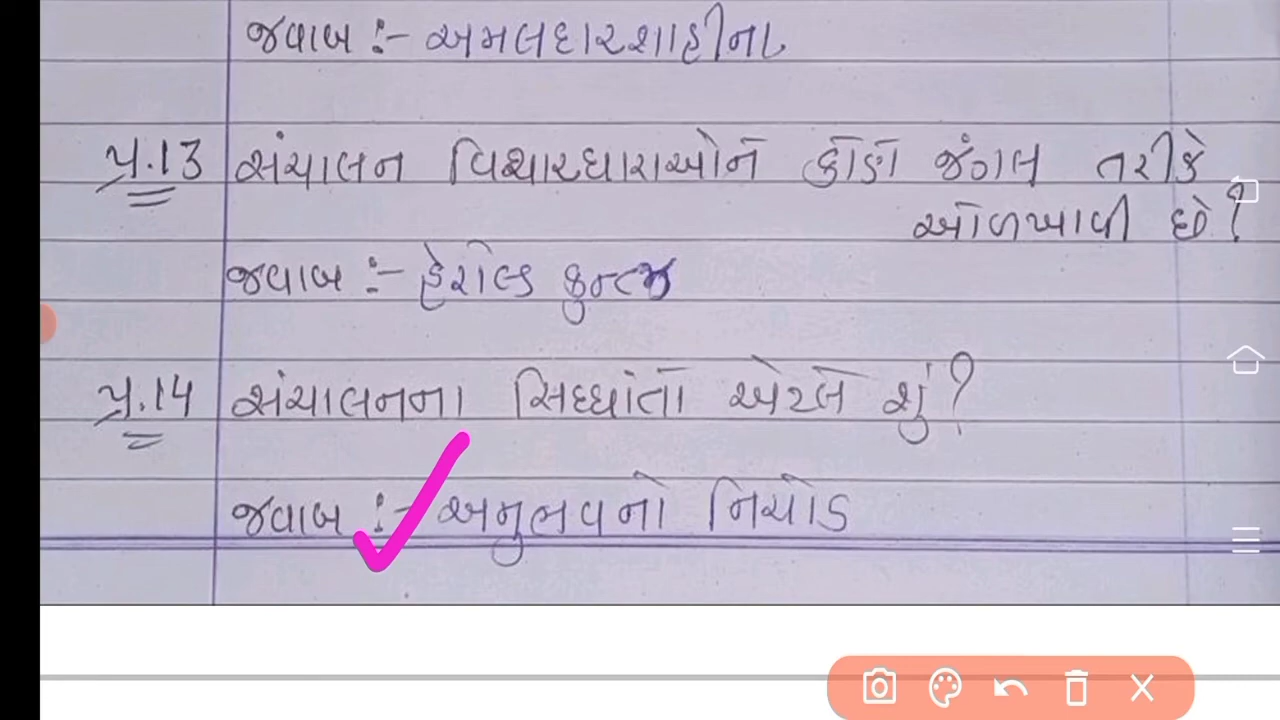 જવાબ :- અમલદારશાહીના
પ્ર.13 સંચાલન વિચારધારાઓને કોણે જંગલ તરીકે
ઓળખાવી છે?
જવાબ :- હેરોલ્ડ કુન્ત્ઝ
પ્ર.14 સંચાલનના સિધ્ધાંતો એટલે શું?
જવાબ :- અનુભવનો નિચોડ